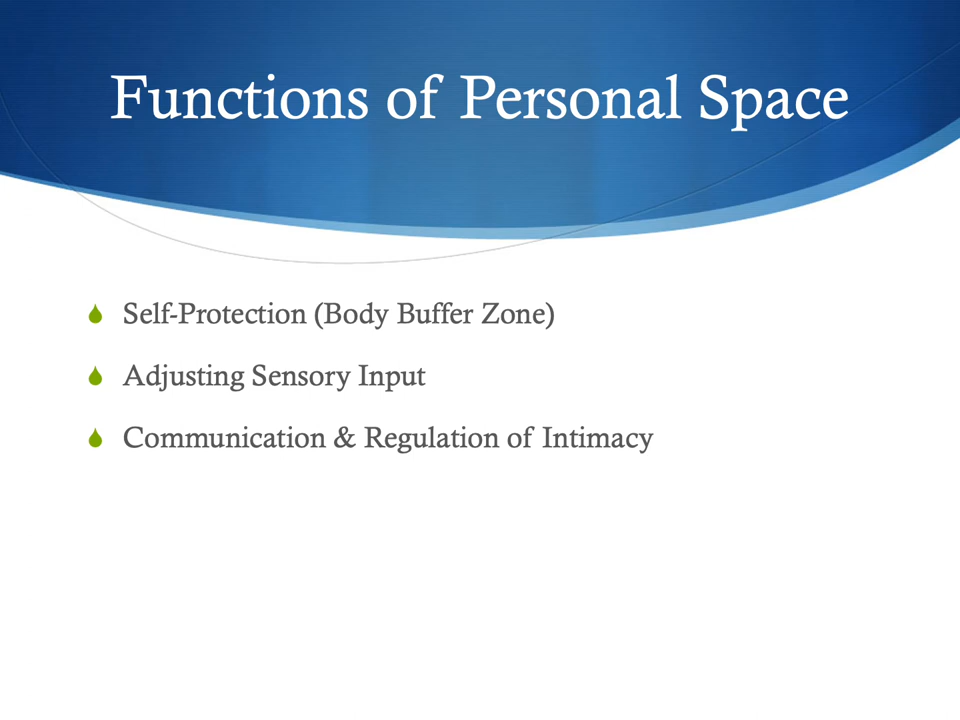 Functions of Personal Space
Self-Protection (Body Buffer Zone)
Adjusting Sensory Input
Communication & Regulation of Intimacy